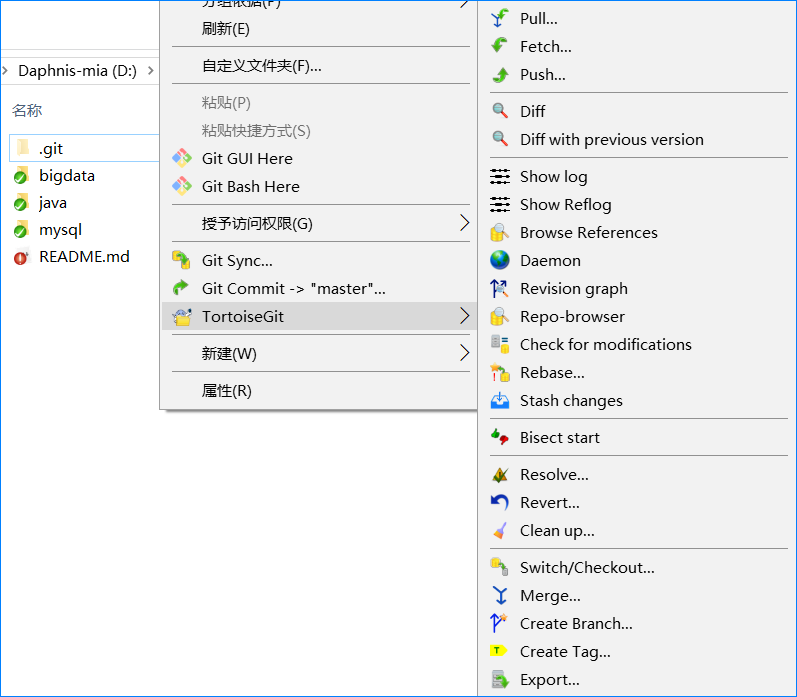 Daphnis-mia (D:)
名称
.git
bigdata
java
mysql
README.md
分组依据(P)
刷新(E)
自定义文件夹(F)...
粘贴(P)
粘贴快捷方式(S)
Git GUI Here
Git Bash Here
授予访问权限(G)
Git Sync...
Git Commit -> "master"...
TortoiseGit
新建(W)
属性(R)
Pull...
Fetch...
Push...
Diff
Diff with previous version
Show log
Show Reflog
Browse References
Daemon
Revision graph
Repo-browser
Check for modifications
Rebase...
Stash changes
Bisect start
Resolve...
Revert...
Clean up...
Switch/Checkout...
Merge...
Create Branch...
Create Tag...
Export...